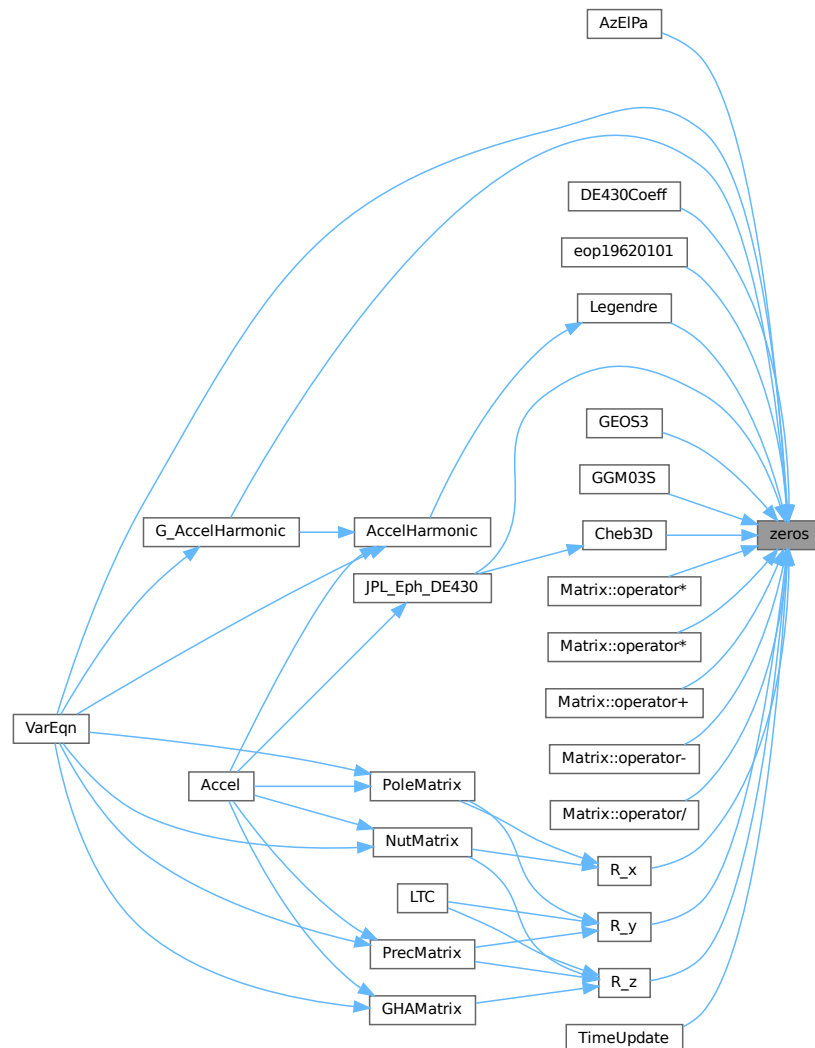 AzElPa
DE430Coeff
eop19620101
Legendre
GEOS3
GGM03S
zeros
G_AccelHarmonic
AccelHarmonic
Cheb3D
JPL_Eph_DE430
Matrix::operator*
Matrix::operator*
Matrix::operator+
VarEqn
Matrix::operator-
Accel
PoleMatrix
Matrix::operator/
NutMatrix
R_x
LTC
R_y
PrecMatrix
R_z
GHAMatrix
TimeUpdate